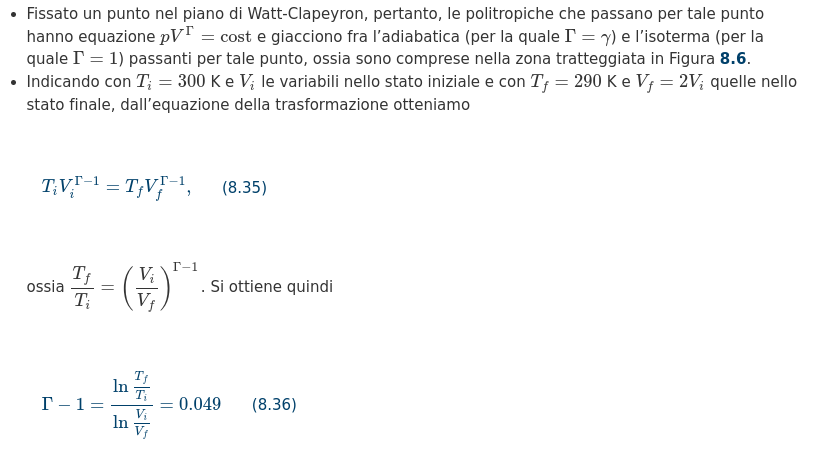 • Fissato un punto nel piano di Watt-Clapeyron, pertanto, le politropiche che passano per tale punto
hanno equazione $pV^{\Gamma} = \text{cost}$ e giacciono fra l’adiabatica (per la quale $\Gamma = \gamma$) e l’isoterma (per la
quale $\Gamma = 1$) passanti per tale punto, ossia sono comprese nella zona tratteggiata in Figura 8.6.
• Indicando con $T_i = 300$ K e $V_i$ le variabili nello stato iniziale e con $T_f = 290$ K e $V_f = 2V_i$ quelle nello
stato finale, dall’equazione della trasformazione otteniamo
$T_i V_i^{\Gamma-1} = T_f V_f^{\Gamma-1},$ (8.35)
ossia $\frac{T_f}{T_i} = \left( \frac{V_i}{V_f} \right)^{\Gamma-1}$. Si ottiene quindi
$\Gamma - 1 = \frac{\ln \frac{T_f}{T_i}}{\ln \frac{V_i}{V_f}} = 0.049$ (8.36)